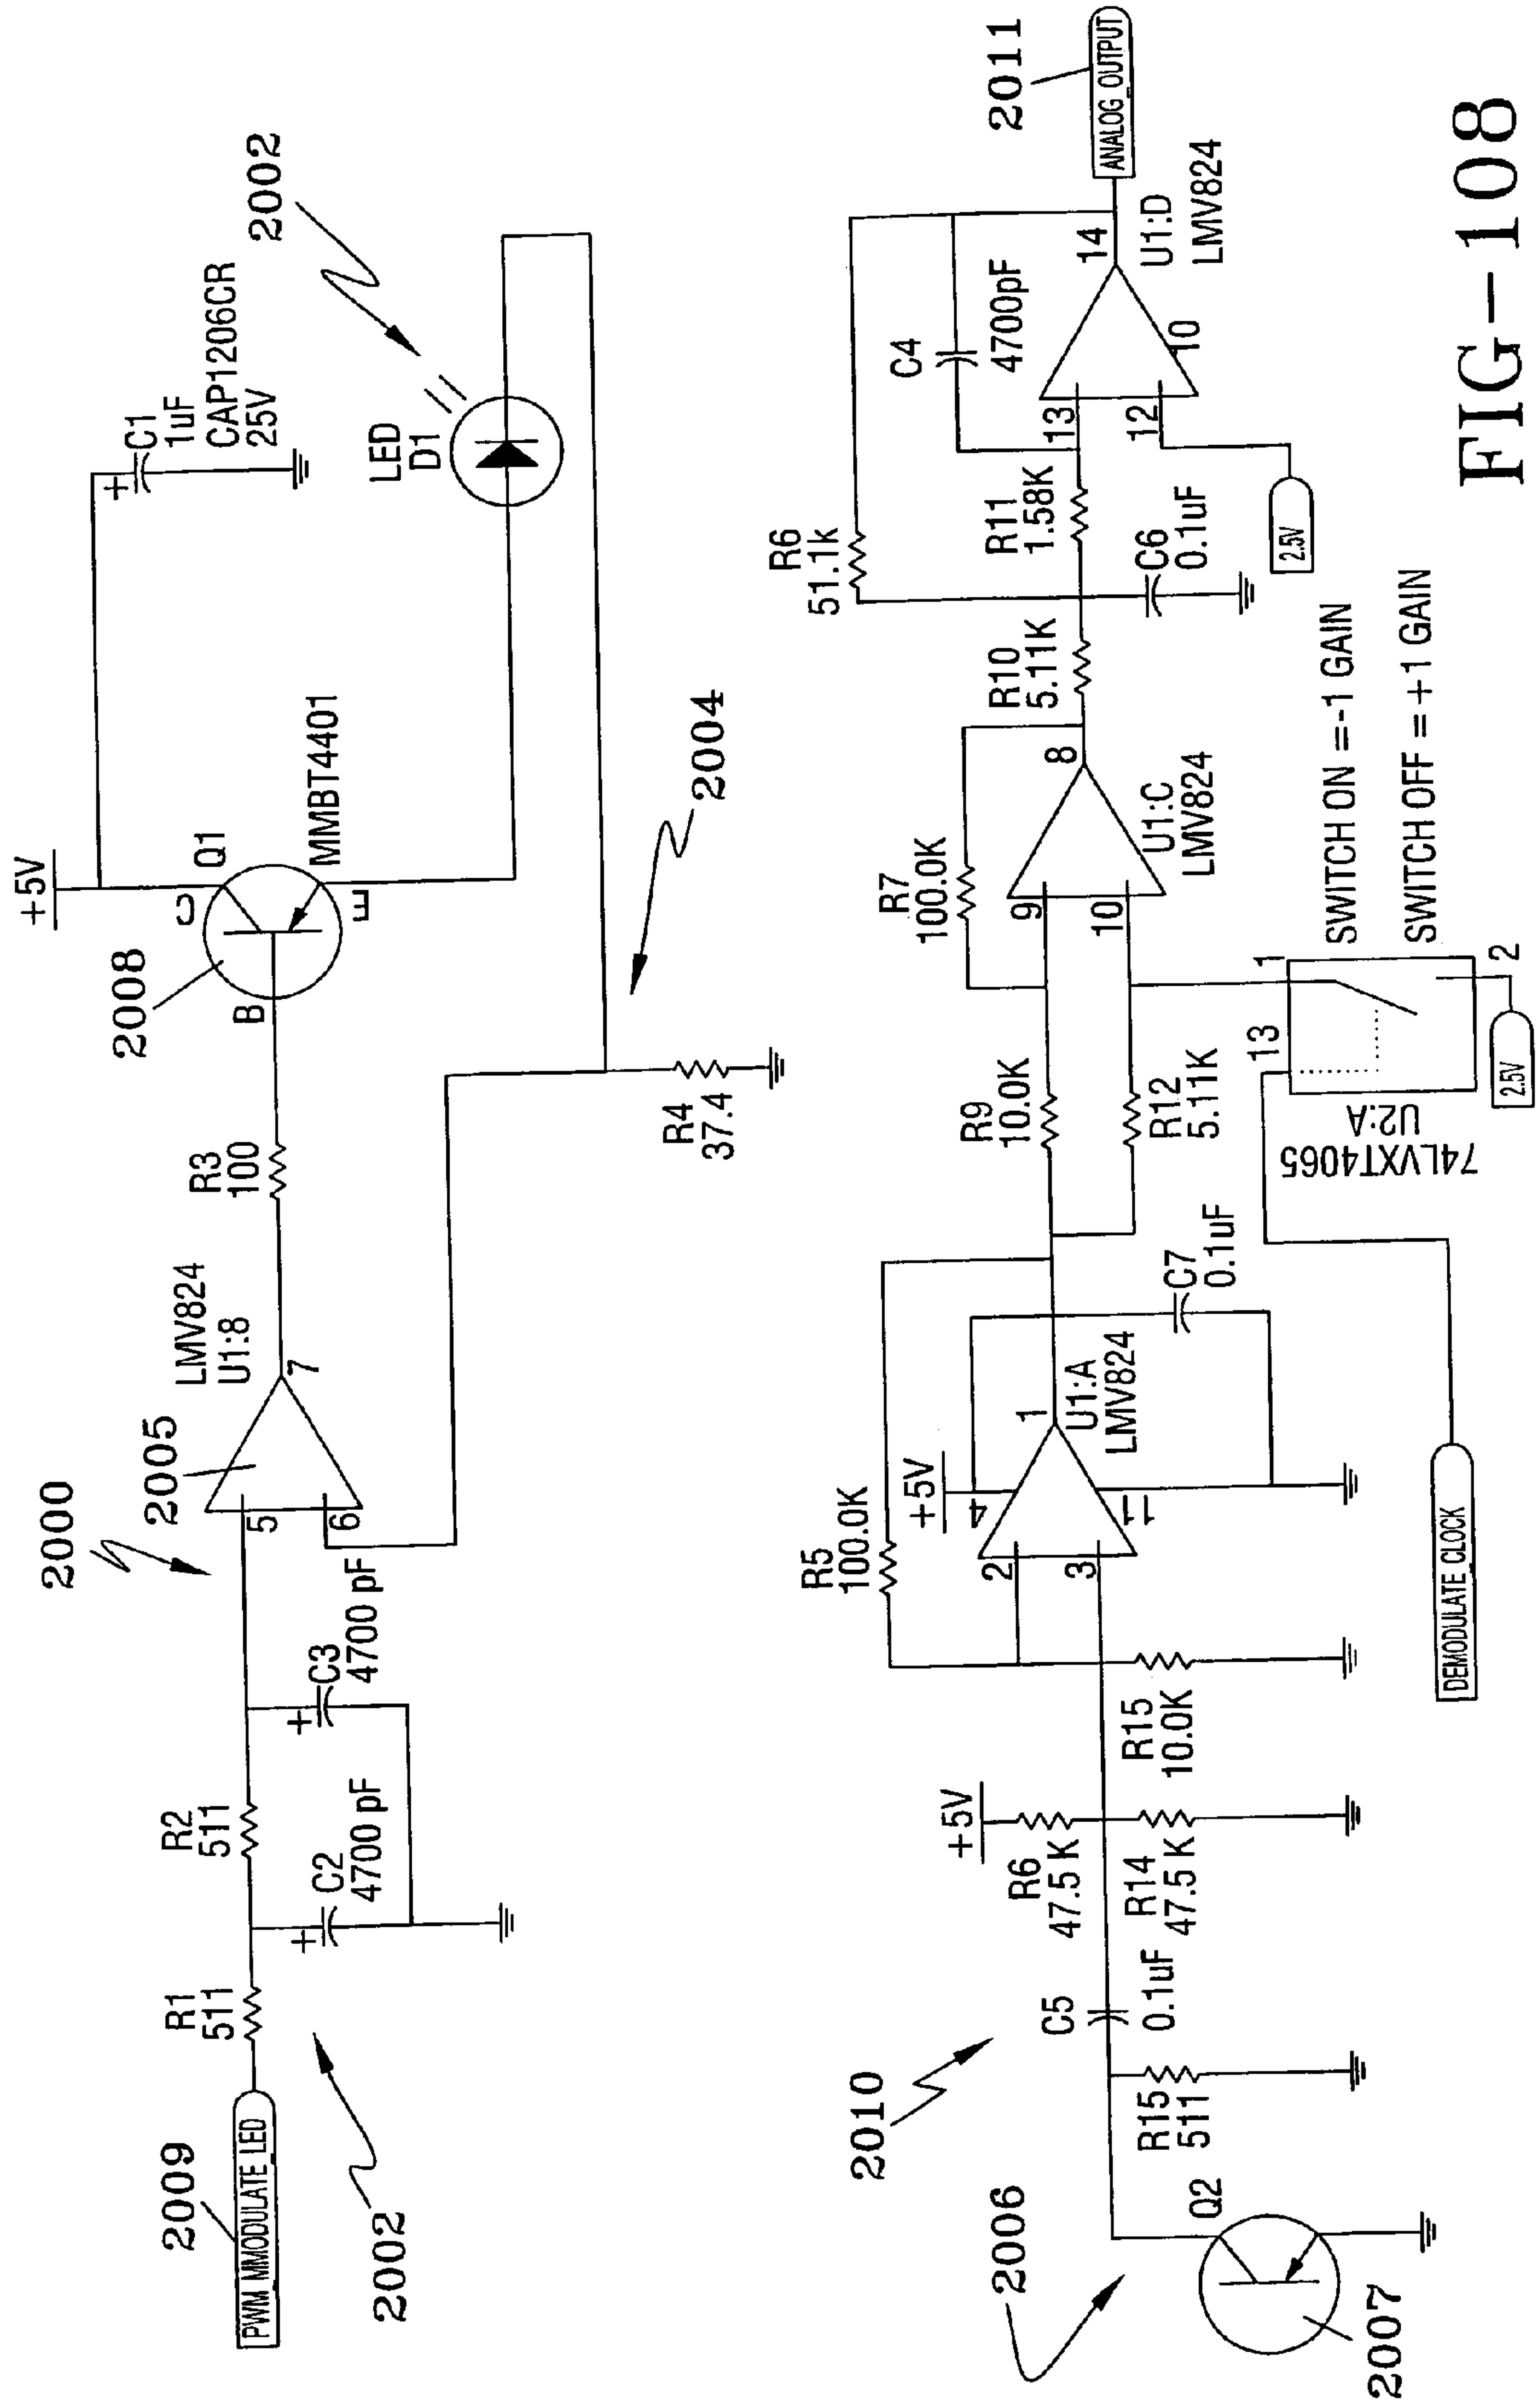 2009
PWM MMODULATE LED
R1
511
2002
R2
511
C2
4700 pF
C3
4700 pF
2000
2005
5
6
7
LMV824
U1:8
R3
100
2008
B
C
E
Q1
MMBT4401
+5V
+
C1
1uF
CAP1206CR
25V
+
+
LED
D1
2002
2004
R4
37.4
2006
2007
Q2
2010
R15
511
C5
0.1uF
+5V
R6
47.5 K
R14
47.5 K
R15
10.0K
R5
100.0K
+5V
4
2
3
1
11
U1:A
LMV824
C7
0.1uF
DEMODULATE CLOCK
R9
10.0K
R12
5.11K
R7
100.0K
9
10
8
U1:C
LMV824
13
1
2
74LVXT4065
U2:A
2.5V
SWITCH ON =-1 GAIN
SWITCH OFF = +1 GAIN
R10
5.11K
R6
51.1k
R11
1.58K
C6
0.1uF
C4
4700pF
13
12
14
10
2.5V
U1:D
LMV824
ANALOG_OUTPUT
2011
FIG-108